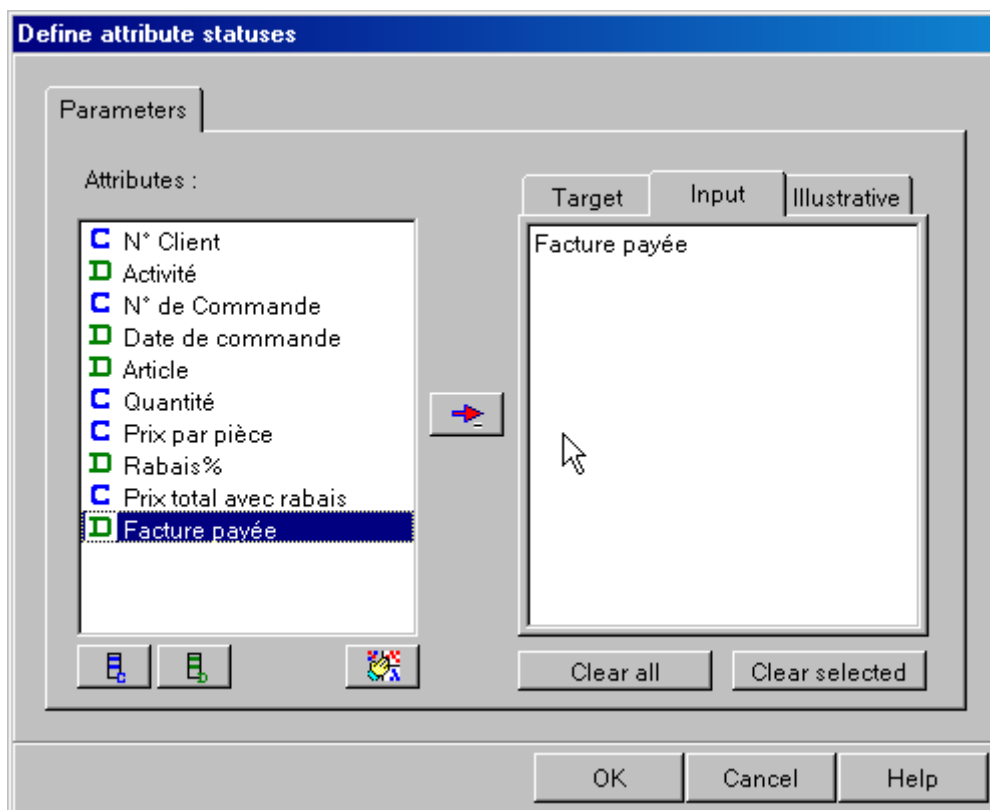 Define attribute statuses
Parameters
Attributes :
C N° Client
D Activité
C N° de Commande
D Date de commande
D Article
C Quantité
C Prix par pièce
D Rabais%
C Prix total avec rabais
D Facture payée
Target Input Illustrative
Facture payée
C D
Clear all Clear selected
OK Cancel Help